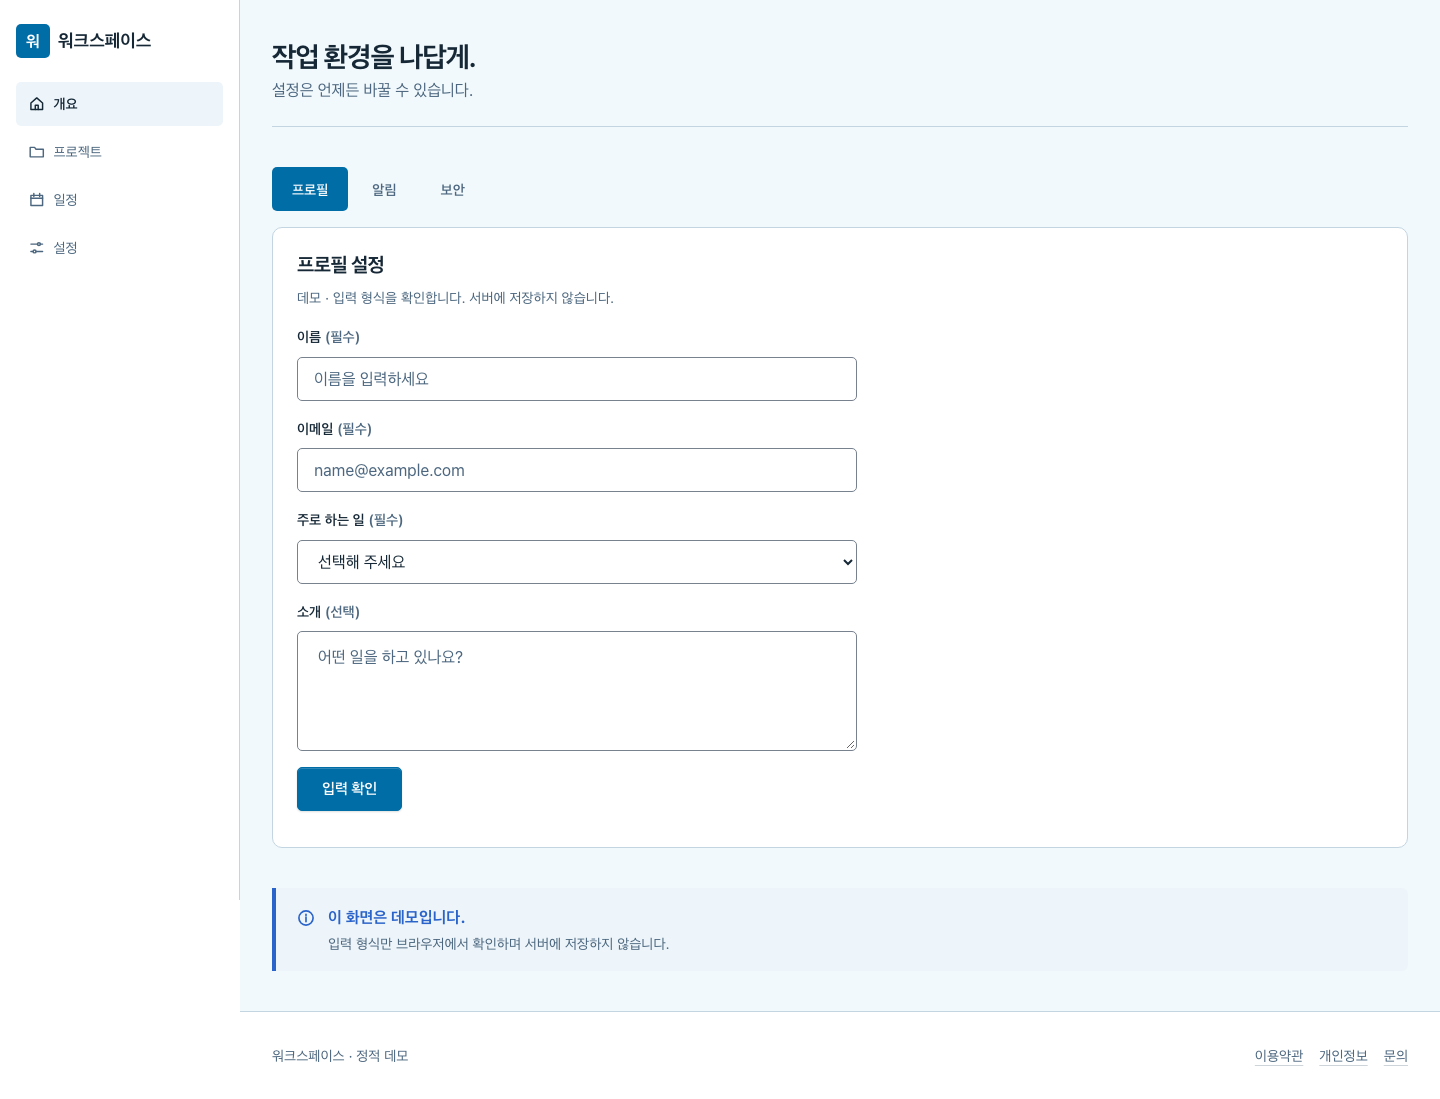 워 워크스페이스
개요
프로젝트
일정
설정
작업 환경을 나답게.
설정은 언제든 바꿀 수 있습니다.
프로필 알림 보안
프로필 설정
데모 · 입력 형식을 확인합니다. 서버에 저장하지 않습니다.
이름 (필수)
이름을 입력하세요
이메일 (필수)
name@example.com
주로 하는 일 (필수)
선택해 주세요
소개 (선택)
어떤 일을 하고 있나요?
입력 확인
이 화면은 데모입니다.
입력 형식만 브라우저에서 확인하며 서버에 저장하지 않습니다.
워크스페이스 · 정적 데모
이용약관 개인정보 문의